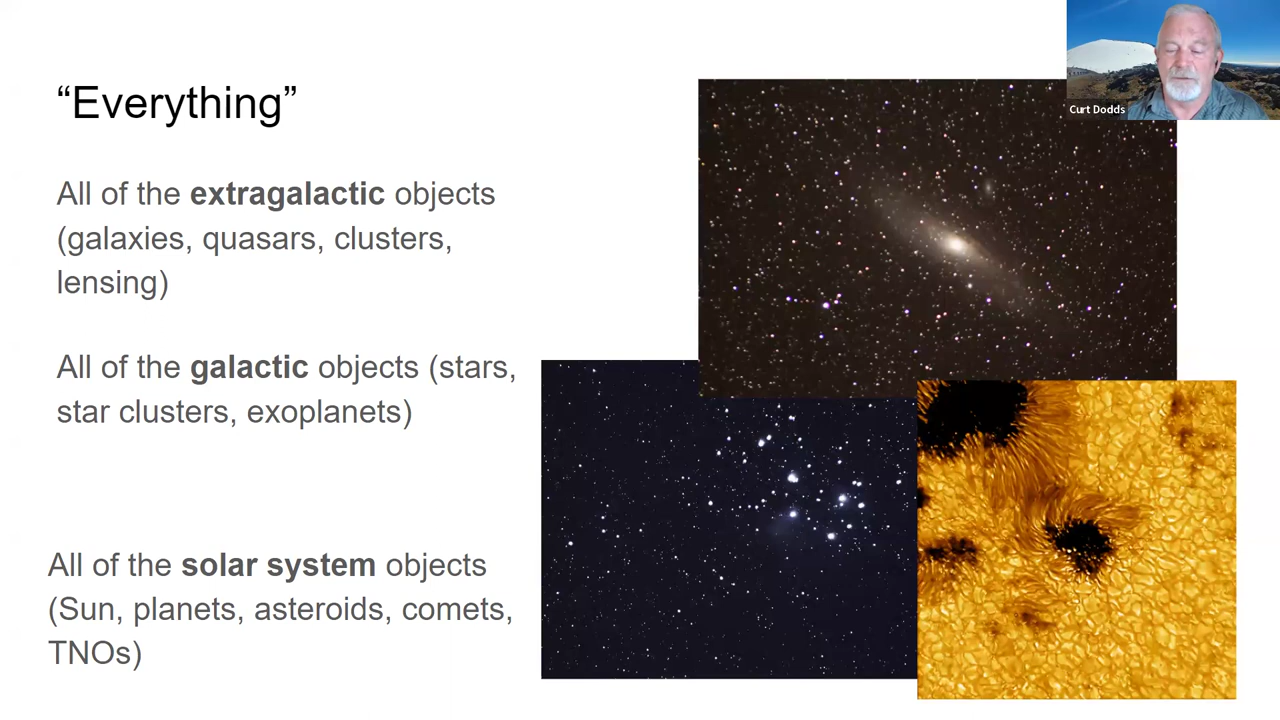 “Everything”
All of the extragalactic objects
(galaxies, quasars, clusters,
lensing)
All of the galactic objects (stars,
star clusters, exoplanets)
All of the solar system objects
(Sun, planets, asteroids, comets,
TNOs)
Curt Dodds